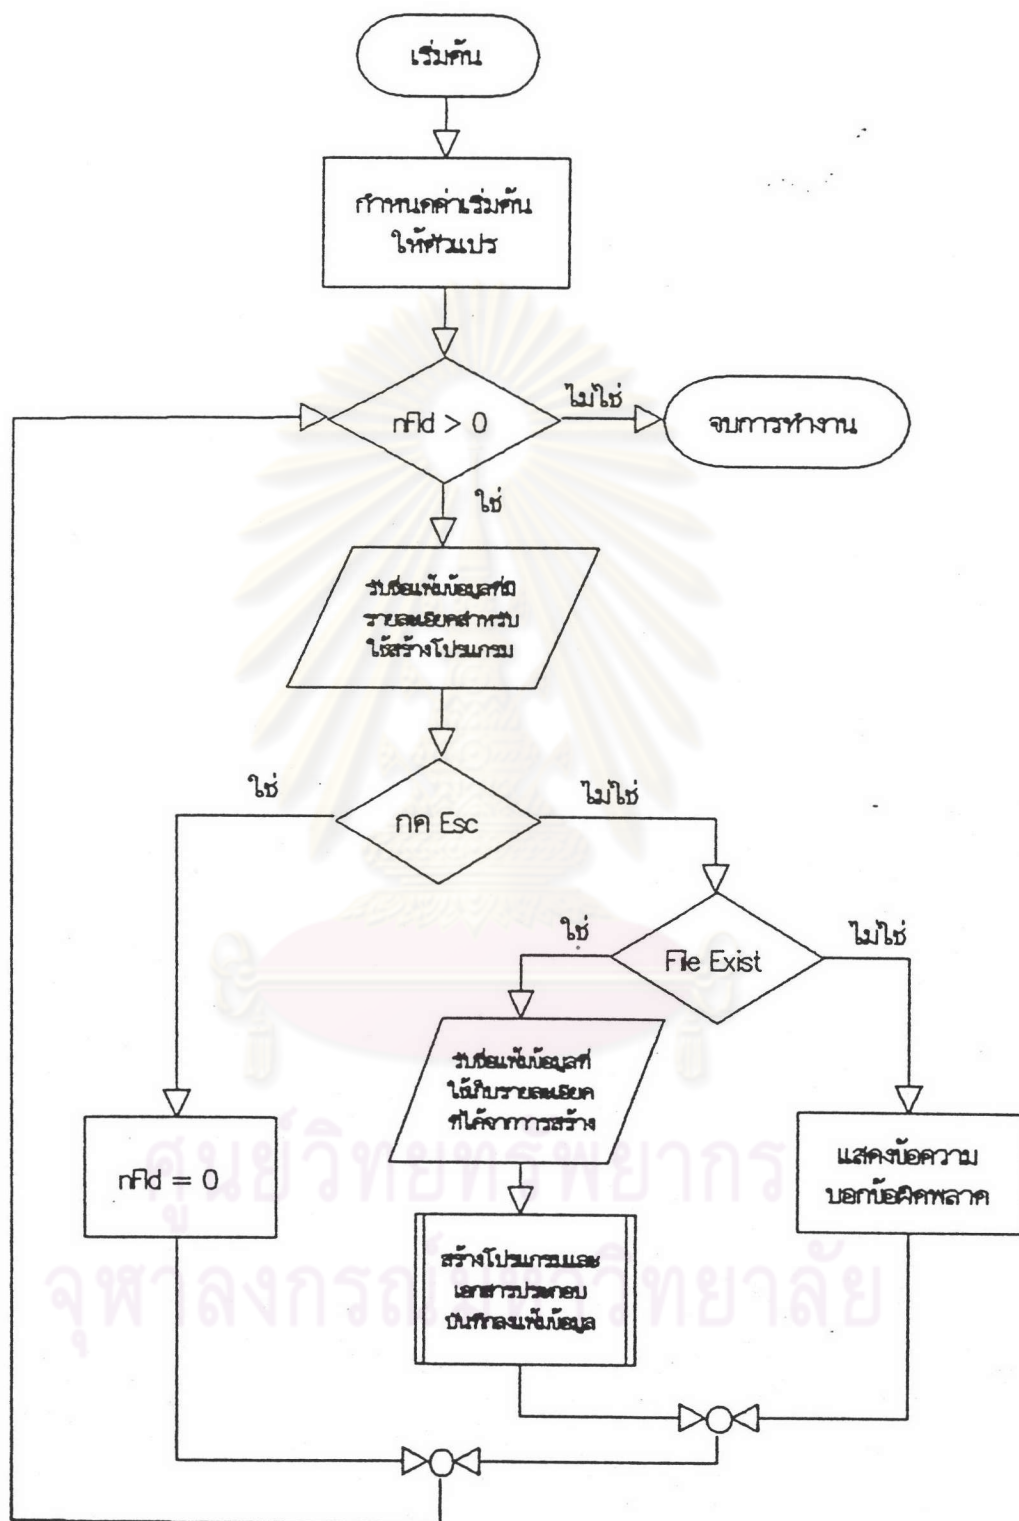 เริ่มต้น
กำหนดค่าเริ่มต้น
ให้ตัวแปร
nFld > 0
ไม่ใช่
จบการทำงาน
ใช่
รับชื่อแฟ้มข้อมูลที่มี
รายละเอียดสำหรับ
ใช้สร้างโปรแกรม
กด Esc
ใช่
ไม่ใช่
File Exist
ใช่
ไม่ใช่
รับชื่อแฟ้มข้อมูลที่
ใช้เก็บรายละเอียด
ที่ได้จากการสร้าง
nFld = 0
แสดงข้อความ
บอกข้อผิดพลาด
สร้างโปรแกรมและ
เอกสารประกอบ
บันทึกลงแฟ้มข้อมูล
ศูนย์วิทยทรัพยากร
จุฬาลงกรณ์มหาวิทยาลัย